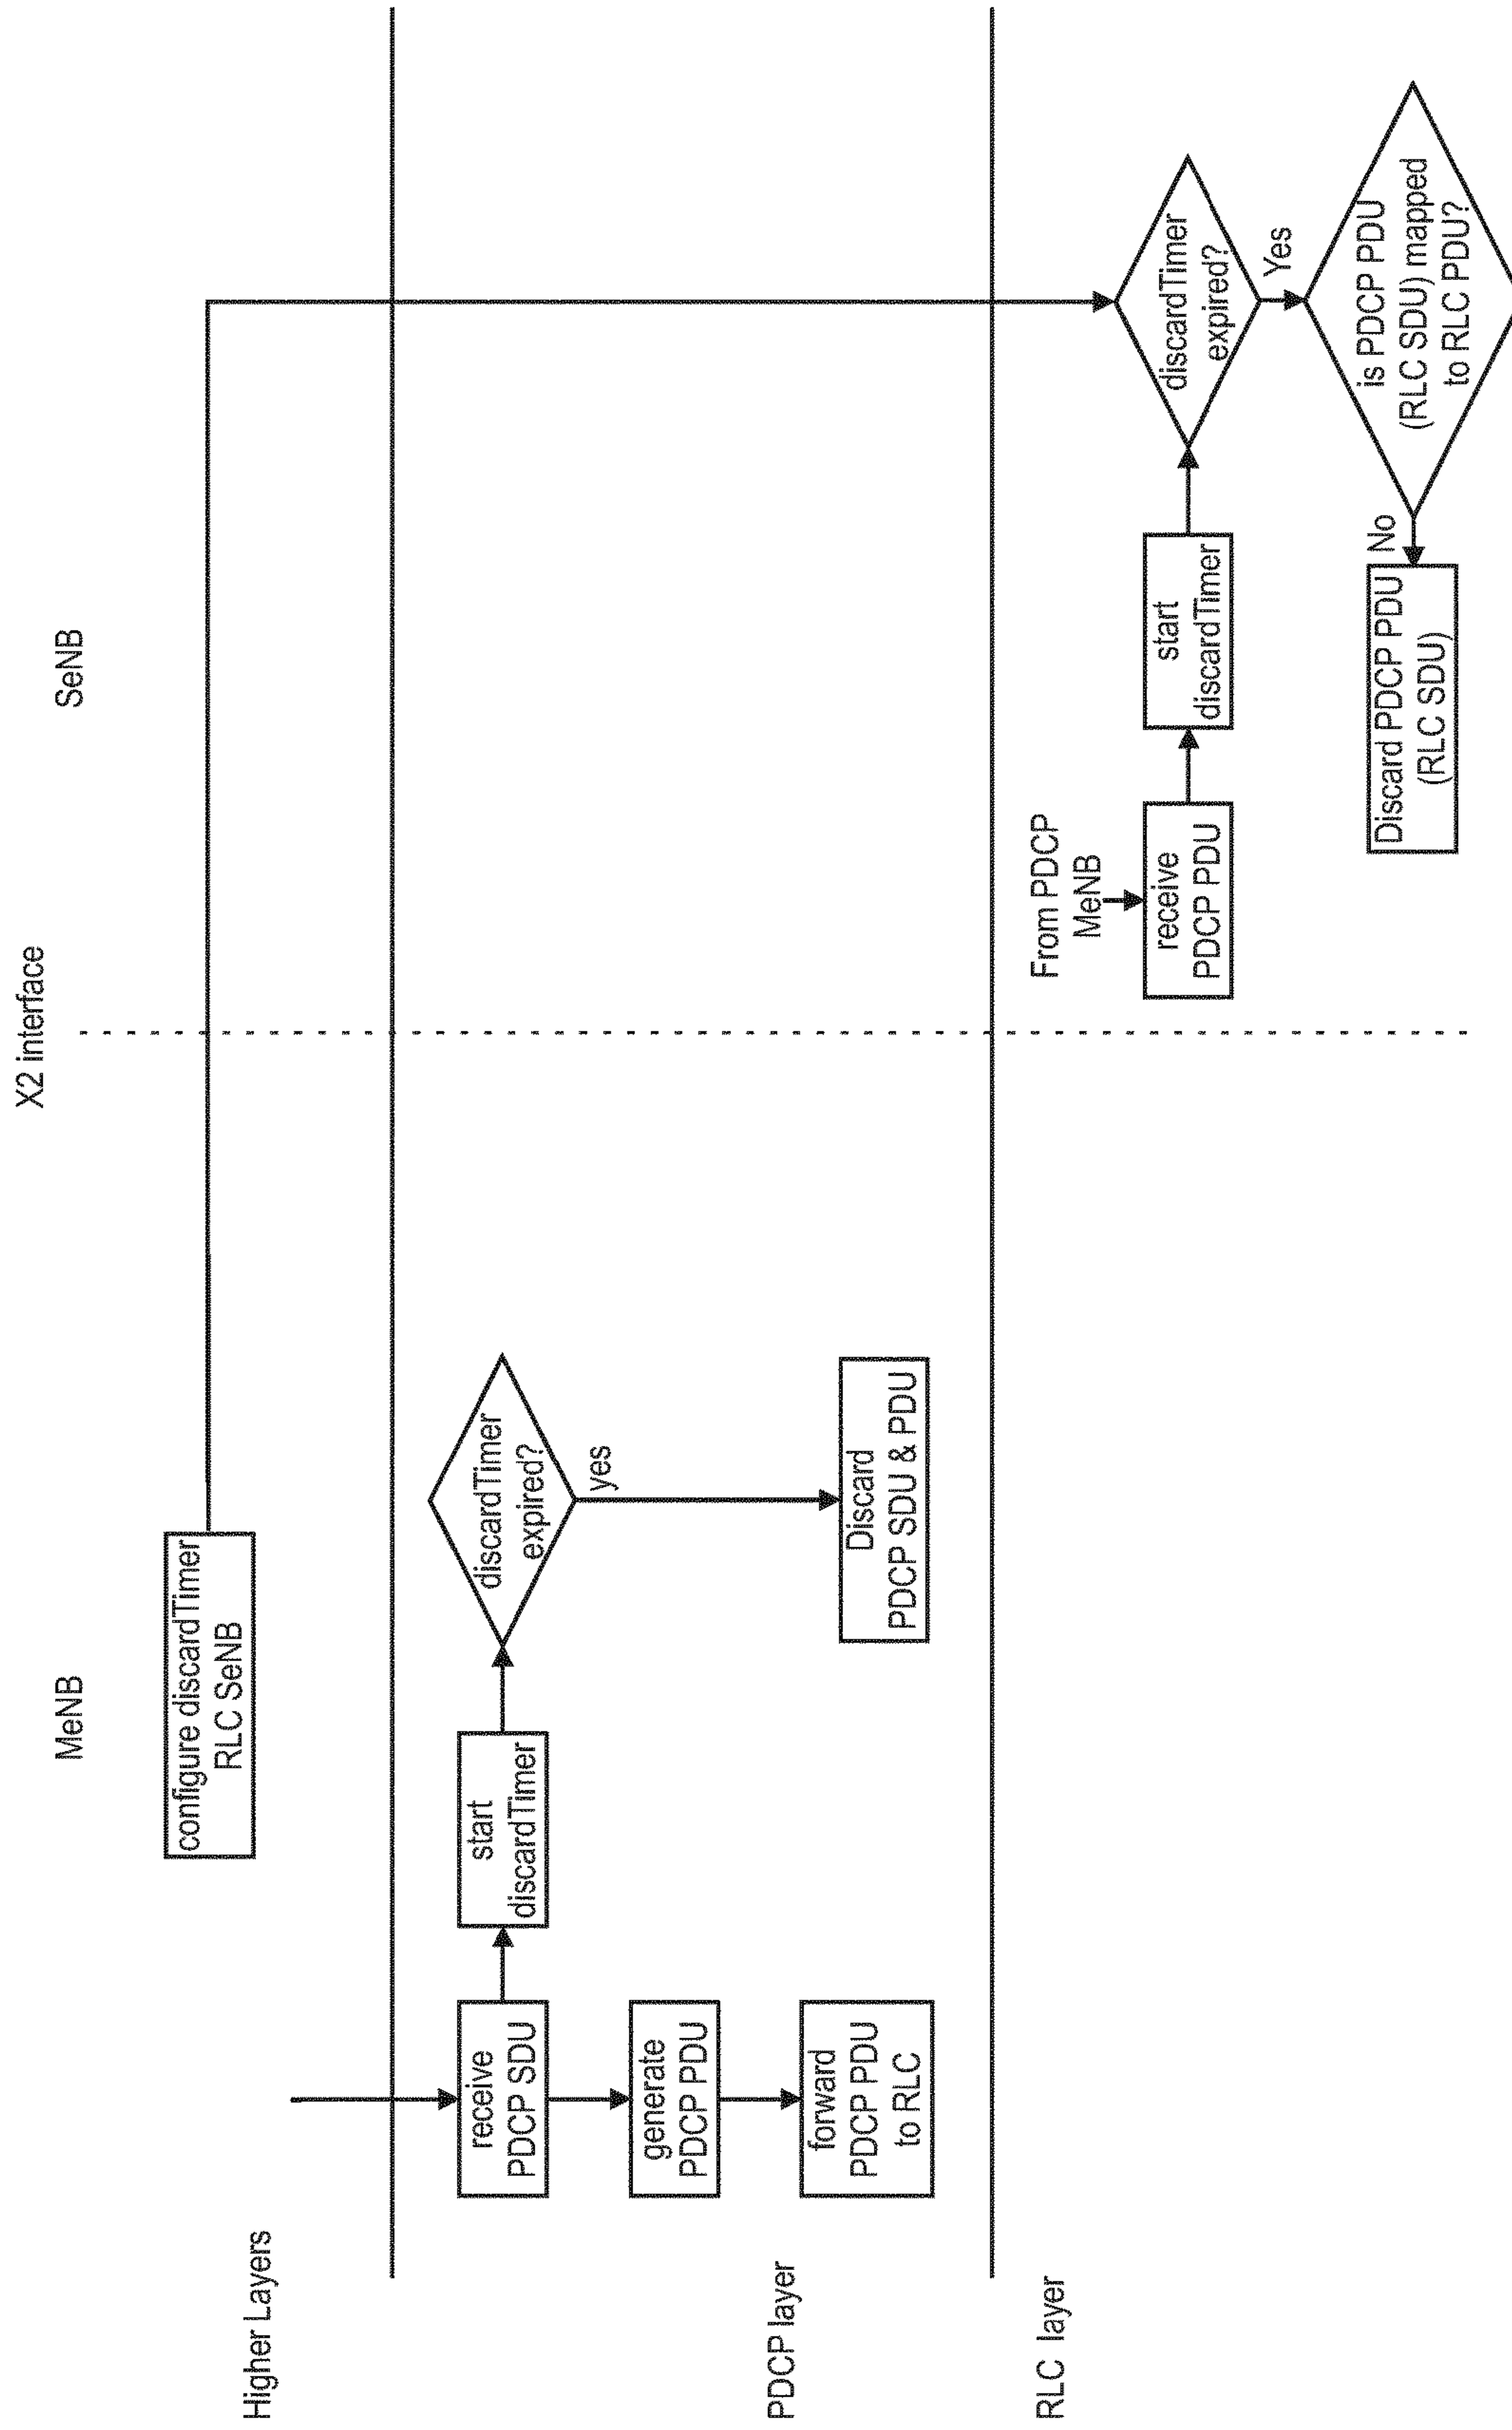 X2 interface
MeNB
SeNB
Higher Layers
configure discardTimer
RLC SeNB
PDCP layer
receive
PDCP SDU
start
discardTimer
discardTimer
expired?
yes
generate
PDCP PDU
forward
PDCP PDU
to RLC
Discard
PDCP SDU & PDU
RLC layer
From PDCP
MeNB
receive
PDCP PDU
start
discardTimer
discardTimer
expired?
Yes
is PDCP PDU
(RLC SDU) mapped
to RLC PDU?
No
Discard PDCP PDU
(RLC SDU)